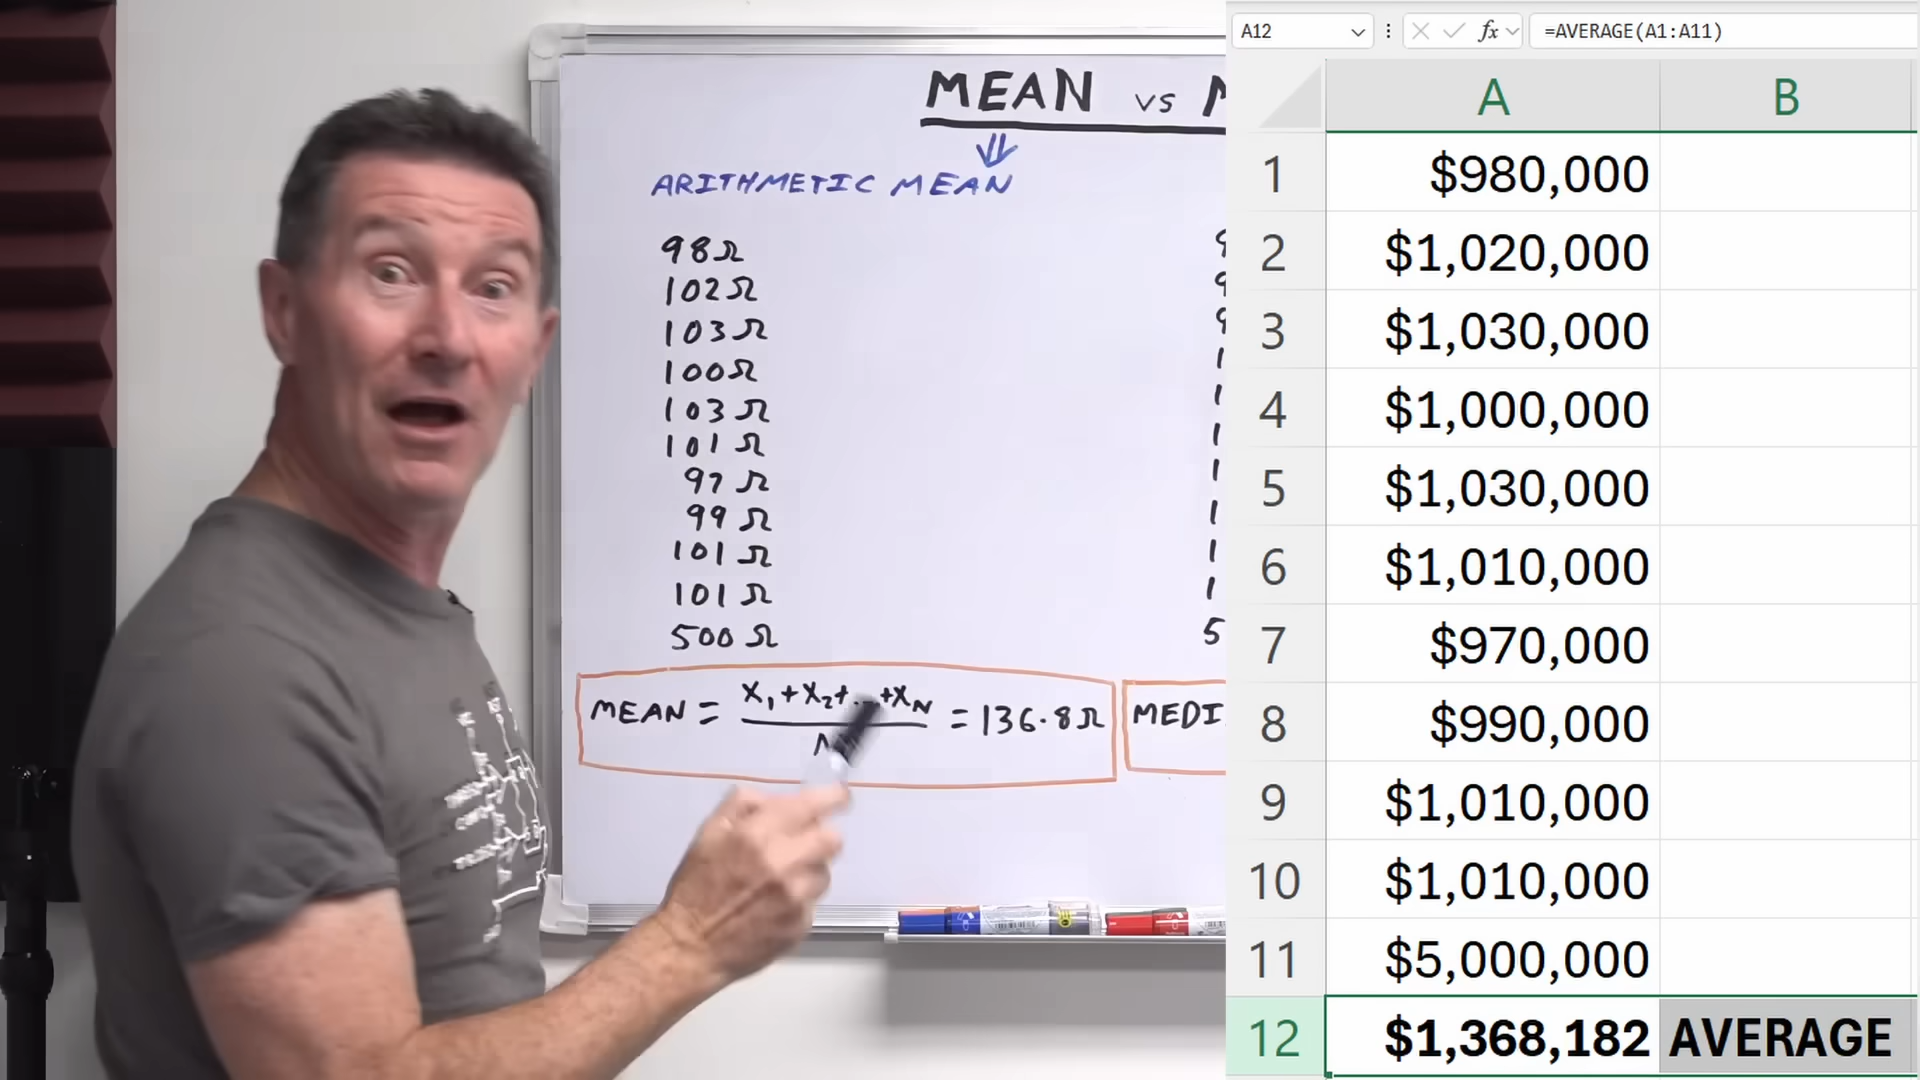 MEAN vs
ARITHMETIC MEAN
98Ω
102Ω
103Ω
100Ω
103Ω
101Ω
97Ω
99Ω
101Ω
101Ω
500Ω
MEAN = X₁+X₂+...+X_N = 136.8Ω
MEDI
A12
fx
=AVERAGE(A1:A11)
A B
1 $980,000
2 $1,020,000
3 $1,030,000
4 $1,000,000
5 $1,030,000
6 $1,010,000
7 $970,000
8 $990,000
9 $1,010,000
10 $1,010,000
11 $5,000,000
12 $1,368,182 AVERAGE